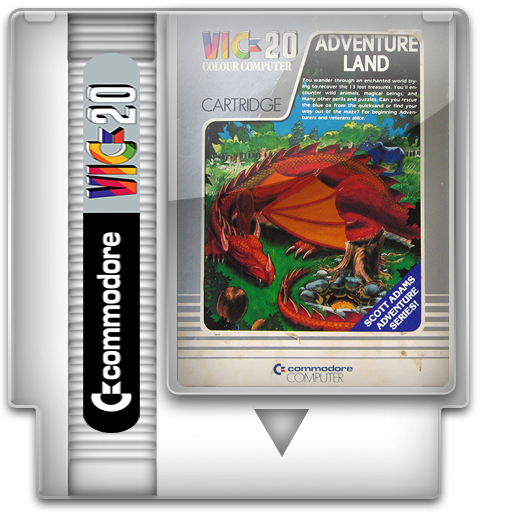 VIC-20
commodore
VIC-20
COLOUR COMPUTER
CARTRIDGE
ADVENTURE
LAND
You wander through an enchanted world try-
ing to recover the 13 lost treasures. You'll en-
counter wild animals, magical beings, and
many other perils and puzzles. Can you rescue
the blue ox from the quicksand or find your
way out of the maze? For beginning Adven-
turers and veterans alike.
SCOTT ADAMS
ADVENTURE
SERIES!
commodore
COMPUTER